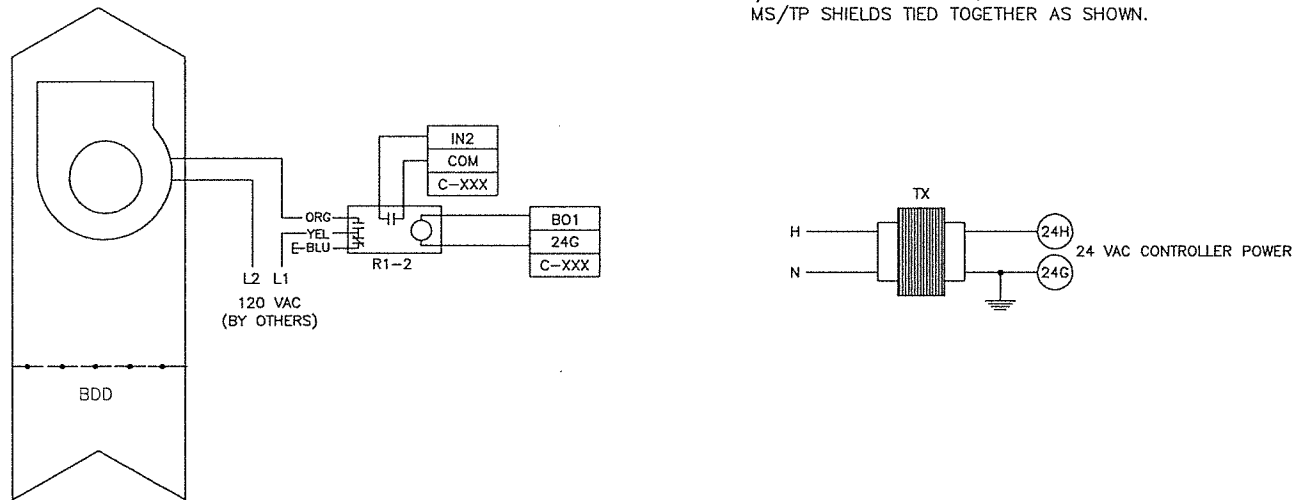 MS/TP SHIELDS TIED TOGETHER AS SHOWN.
IN2
COM
C-XXX
ORG
YEL
BLU
R1-2
BO1
24G
C-XXX
L2 L1
120 VAC
(BY OTHERS)
BDD
TX
H
N
24H
24G
24 VAC CONTROLLER POWER